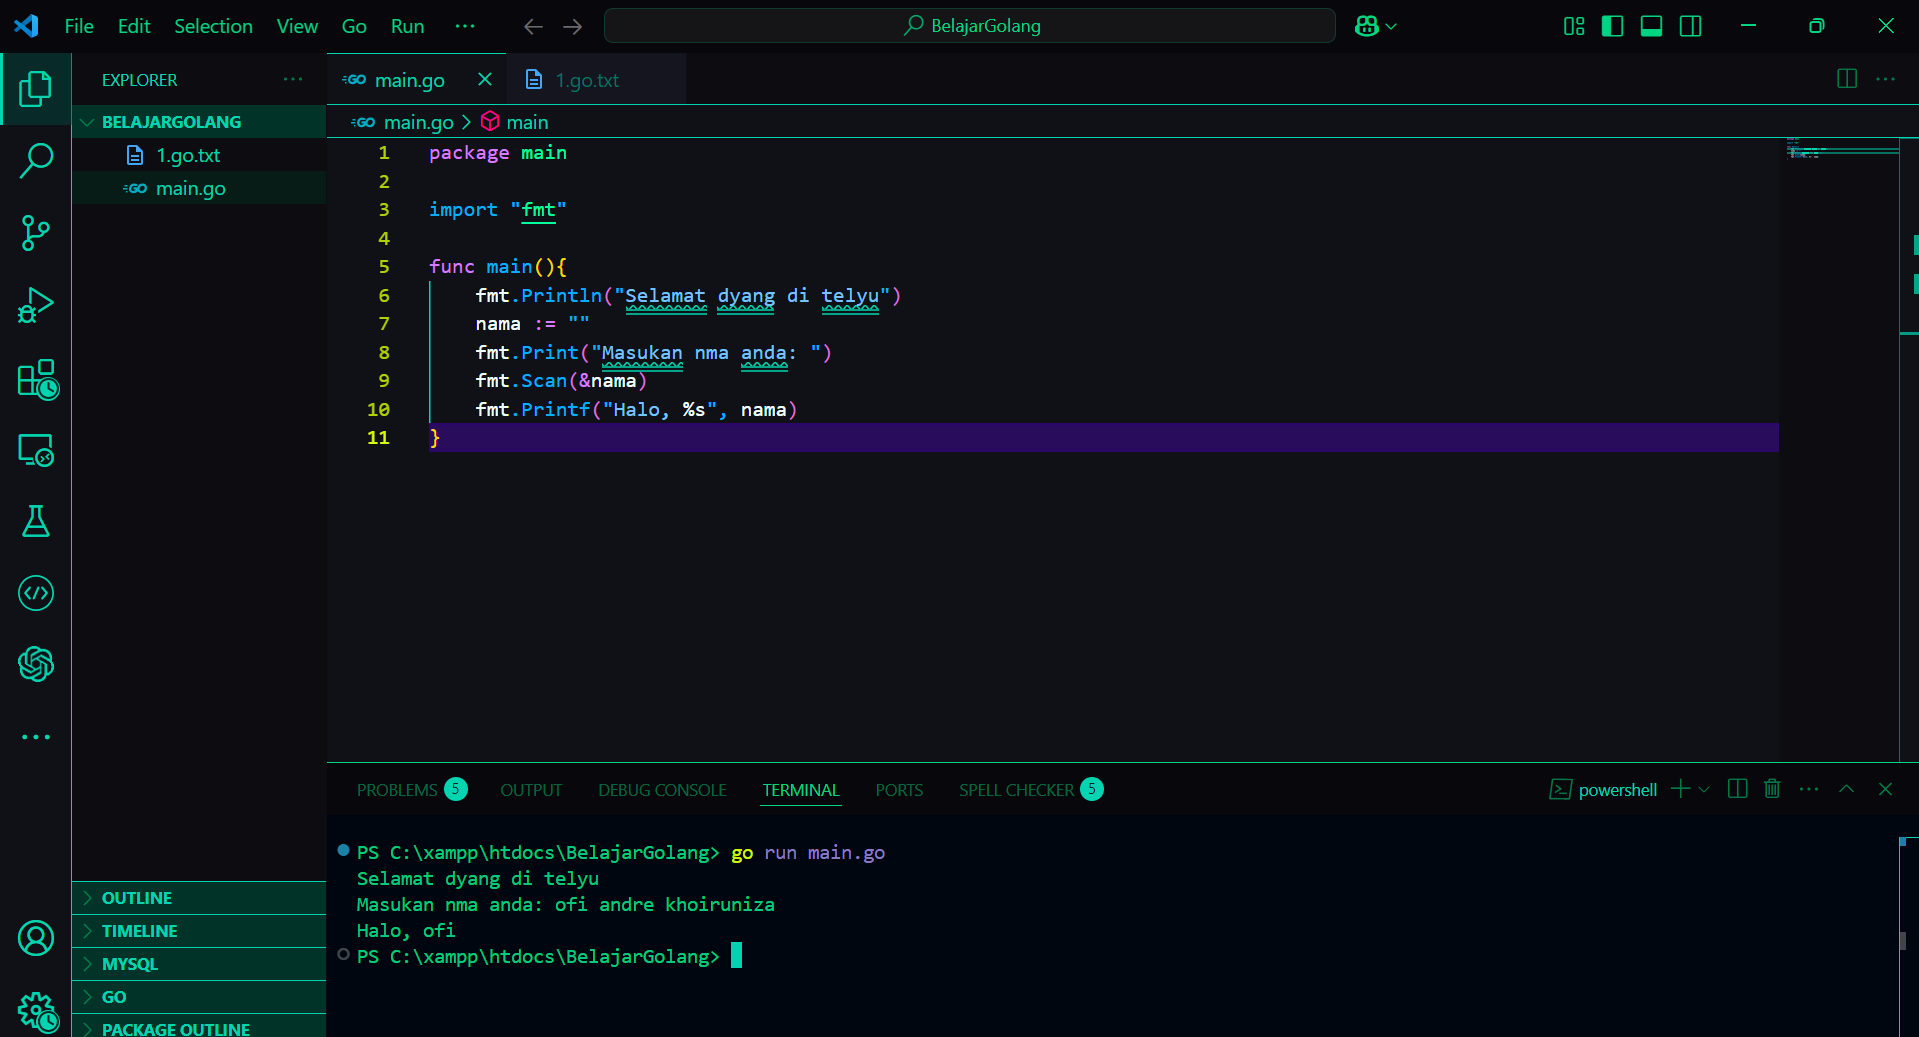 File Edit Selection View Go Run ··· BelajarGolang
EXPLORER ···
BELAJARGOLANG
1.go.txt
GO main.go
GO main.go 1.go.txt
GO main.go > main
1 package main
2
3 import "fmt"
4
5 func main(){
6 fmt.Println("Selamat dyang di telyu")
7 nama := ""
8 fmt.Print("Masukan nma anda: ")
9 fmt.Scan(&nama)
10 fmt.Printf("Halo, %s", nama)
11 }
PROBLEMS 5 OUTPUT DEBUG CONSOLE TERMINAL PORTS SPELL CHECKER 5 powershell
PS C:\xampp\htdocs\BelajarGolang> go run main.go
Selamat dyang di telyu
Masukan nma anda: ofi andre khoiruniza
Halo, ofi
PS C:\xampp\htdocs\BelajarGolang>
OUTLINE
TIMELINE
MYSQL
GO
PACKAGE OUTLINE